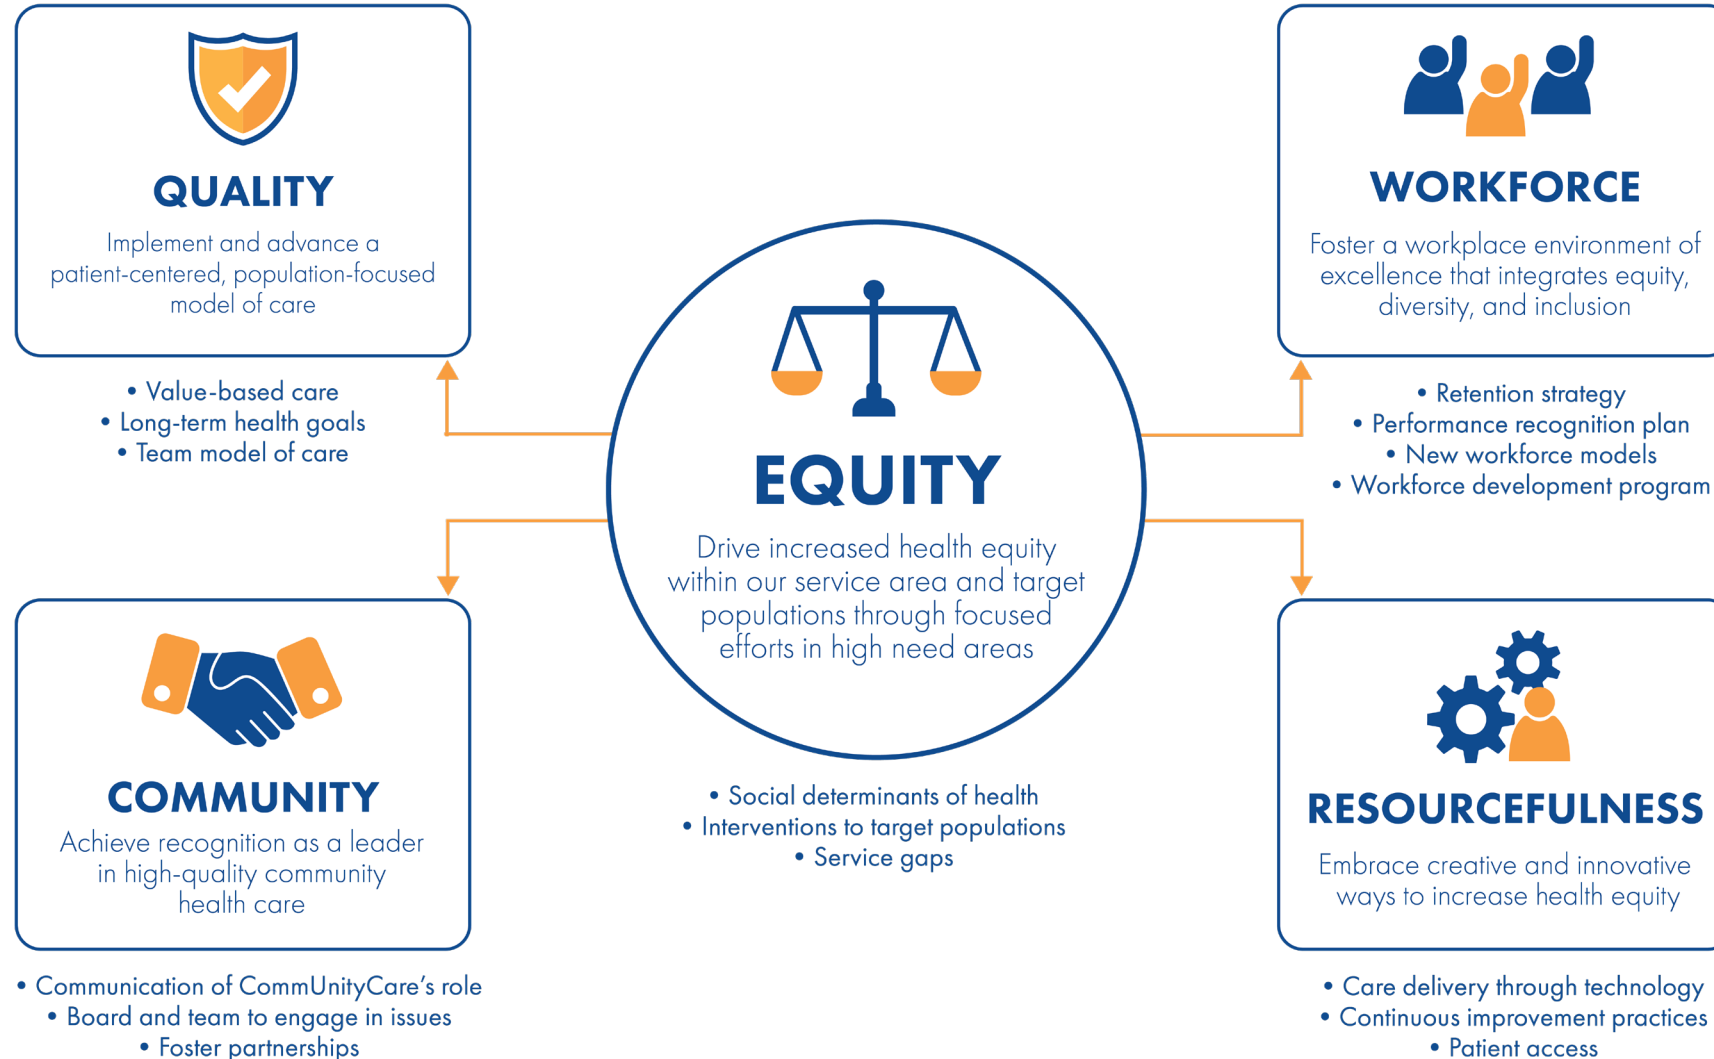 QUALITY
Implement and advance a
patient-centered, population-focused
model of care
• Value-based care
• Long-term health goals
• Team model of care
WORKFORCE
Foster a workplace environment of
excellence that integrates equity,
diversity, and inclusion
• Retention strategy
• Performance recognition plan
• New workforce models
• Workforce development program
EQUITY
Drive increased health equity
within our service area and target
populations through focused
efforts in high need areas
• Social determinants of health
• Interventions to target populations
• Service gaps
COMMUNITY
Achieve recognition as a leader
in high-quality community
health care
• Communication of CommUnityCare’s role
• Board and team to engage in issues
• Foster partnerships
RESOURCEFULNESS
Embrace creative and innovative
ways to increase health equity
• Care delivery through technology
• Continuous improvement practices
• Patient access